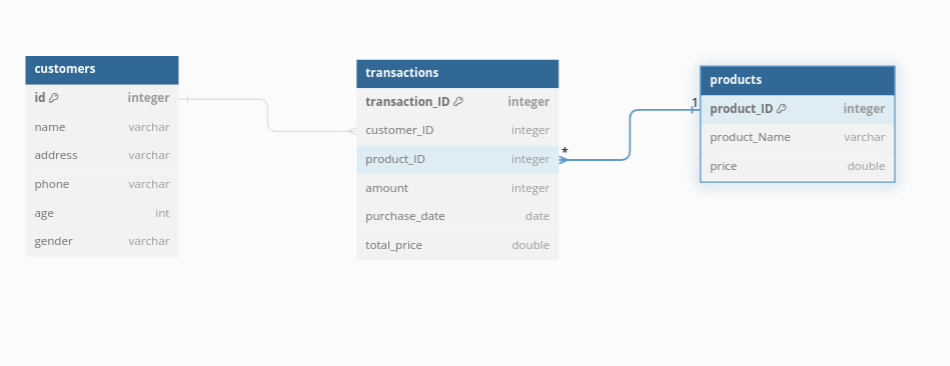 customers
id integer
name varchar
address varchar
phone varchar
age int
gender varchar
transactions
transaction_ID integer
customer_ID integer
product_ID integer
amount integer
purchase_date date
total_price double
*
1
products
product_ID integer
product_Name varchar
price double